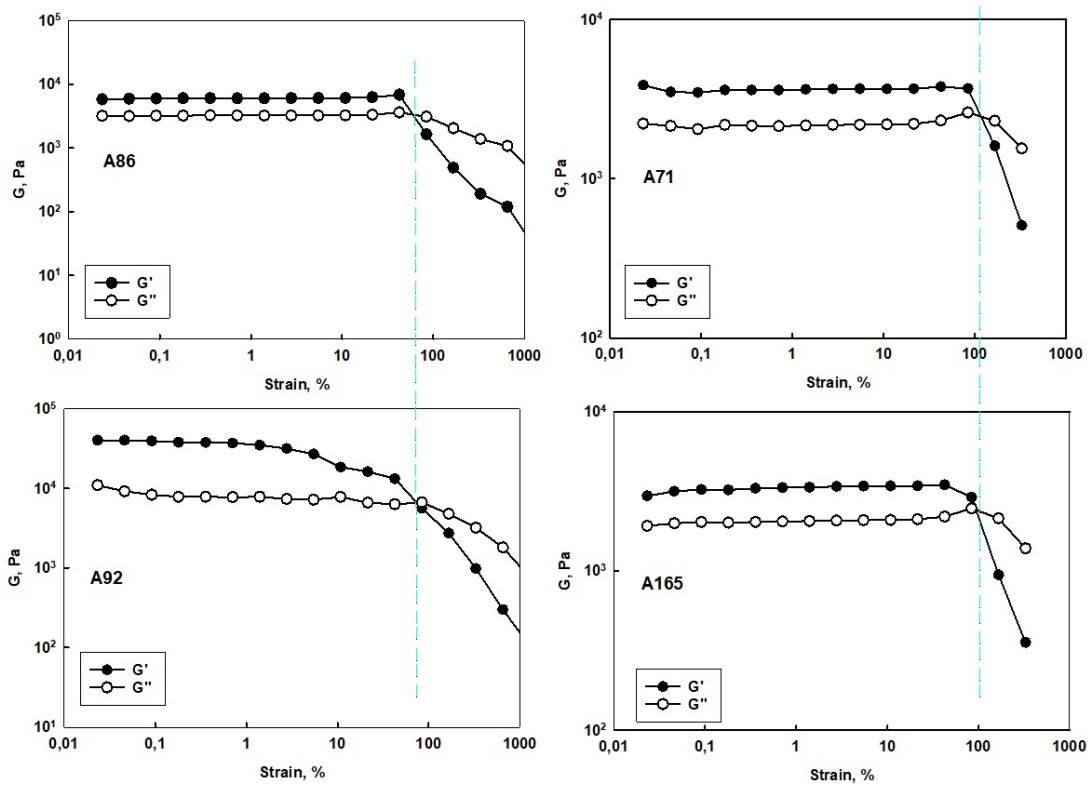 10⁵
10⁴
10³
10²
10¹
10⁰
G, Pa
A86
G'
G"
0,01 0,1 1 10 100 1000
Strain, %
10⁴
10³
10²
G, Pa
A71
G'
G"
0,01 0,1 1 10 100 1000
Strain, %
10⁵
10⁴
10³
10²
10¹
G, Pa
A92
G'
G"
0,01 0,1 1 10 100 1000
Strain, %
10⁴
10³
10²
G, Pa
A165
G'
G"
0,01 0,1 1 10 100 1000
Strain, %